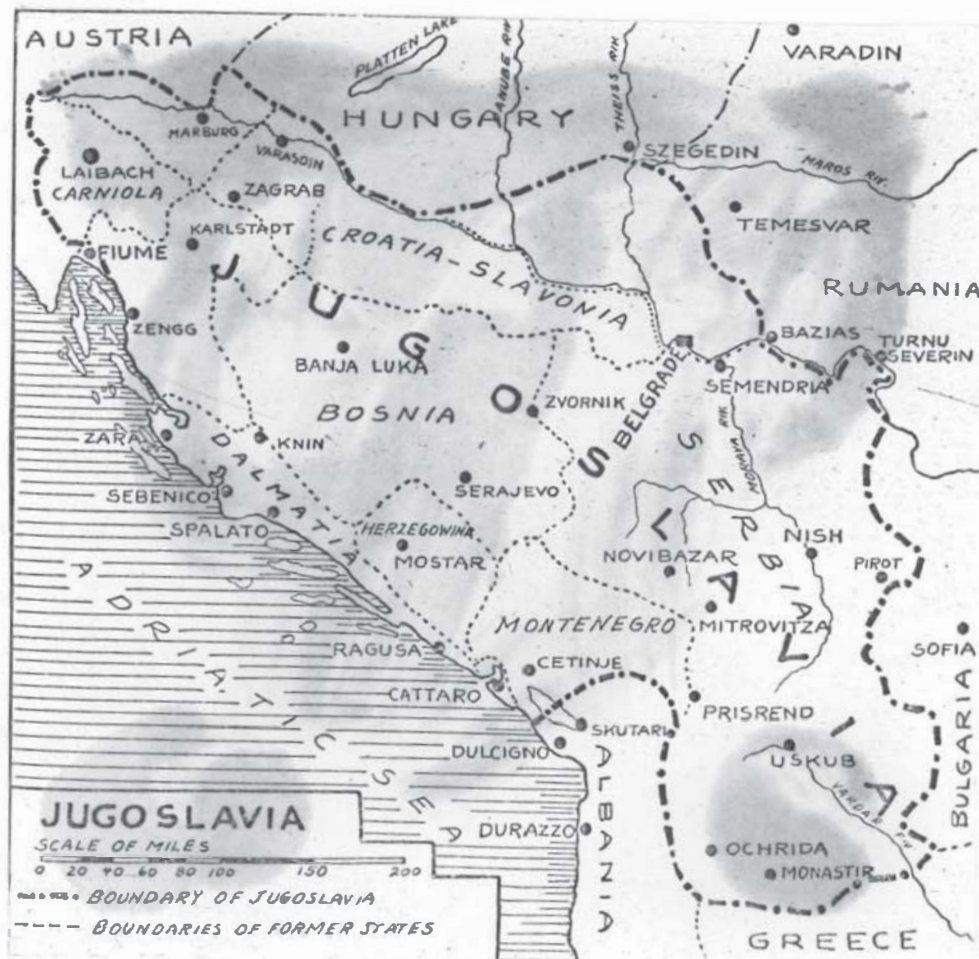 AUSTRIA
PLATTEN LAKE
DANUBE RIV.
THEISS RIV.
VARADIN
HUNGARY
MARBURG
VARASDIN
SZEGEDIN
MAROS RIV.
LAIBACH
CARNIOLA
ZAGRAB
TEMESVAR
KARLSTADT
FIUME
CROATIA-SLAVONIA
RUMANIA
ZENGG
JUGOSLAVIA
BANJA LUKA
BAZIAS
TURNU
SEVERIN
BELGRADE
SEMENDRIA
BOSNIA
ZVORNIK
MORAVA RIV.
ZARA
KNIN
DALMATIA
SERBIA
SEBENICO
SERAJEVO
SPALATO
HERZEGOWINA
MOSTAR
NOVIBAZAR
NISH
PIROT
ADRIATIC SEA
MONTENEGRO
MITROVITZA
SOFIA
RAGUSA
CETINJE
CATTARO
PRISREND
SKUTARI
DULCIGNO
USKUB
BULGARIA
ALBANIA
VARDAR RIV.
JUGOSLAVIA
DURAZZO
OCHRIDA
SCALE OF MILES
MONASTIR
0 20 40 60 80 100 150 200
BOUNDARY OF JUGOSLAVIA
BOUNDARIES OF FORMER STATES
GREECE